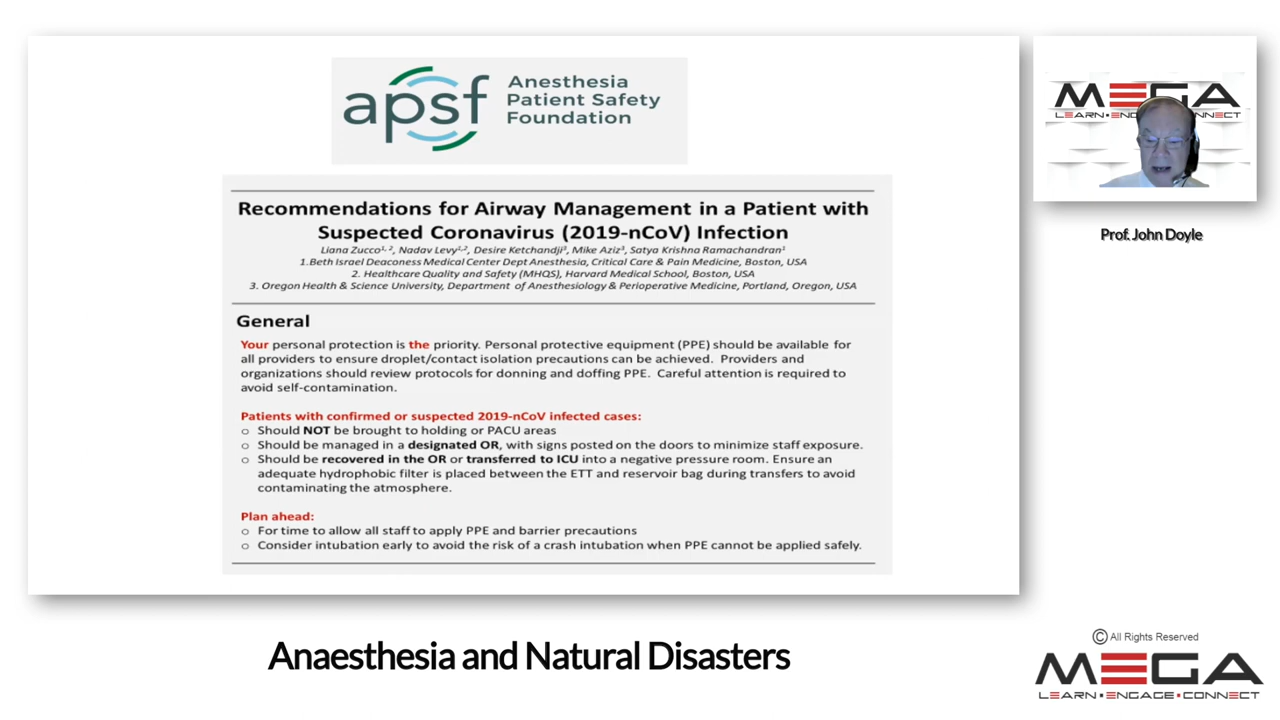 apsf
Anesthesia
Patient Safety
Foundation
Recommendations for Airway Management in a Patient with
Suspected Coronavirus (2019-nCoV) Infection
Liana Zucco1, 2, Nadav Levy1,2, Desire Ketchandji3, Mike Aziz3, Satya Krishna Ramachandran1
1.Beth Israel Deaconess Medical Center Dept Anesthesia, Critical Care & Pain Medicine, Boston, USA
2. Healthcare Quality and Safety (MHQS), Harvard Medical School, Boston, USA
3. Oregon Health & Science University, Department of Anesthesiology & Perioperative Medicine, Portland, Oregon, USA
General
Your personal protection is the priority. Personal protective equipment (PPE) should be available for
all providers to ensure droplet/contact isolation precautions can be achieved. Providers and
organizations should review protocols for donning and doffing PPE. Careful attention is required to
avoid self-contamination.
Patients with confirmed or suspected 2019-nCoV infected cases:
o Should NOT be brought to holding or PACU areas
o Should be managed in a designated OR, with signs posted on the doors to minimize staff exposure.
o Should be recovered in the OR or transferred to ICU into a negative pressure room. Ensure an
adequate hydrophobic filter is placed between the ETT and reservoir bag during transfers to avoid
contaminating the atmosphere.
Plan ahead:
o For time to allow all staff to apply PPE and barrier precautions
o Consider intubation early to avoid the risk of a crash intubation when PPE cannot be applied safely.
MEGA
LEARN•ENGAGE•CONNECT
Prof. John Doyle
Anaesthesia and Natural Disasters
© All Rights Reserved
MEGA
LEARN•ENGAGE•CONNECT